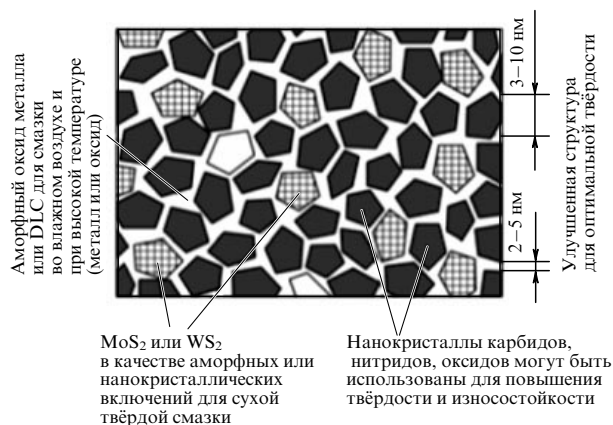 Аморфный оксид металла
или DLC для смазки
во влажном воздухе и
при высокой температуре
(металл или оксид)
3–10 нм
2–5 нм
Улучшенная структура
для оптимальной твёрдости
MoS₂ или WS₂
в качестве аморфных или
нанокристаллических
включений для сухой
твёрдой смазки
Нанокристаллы карбидов,
нитридов, оксидов могут быть
использованы для повышения
твёрдости и износостойкости